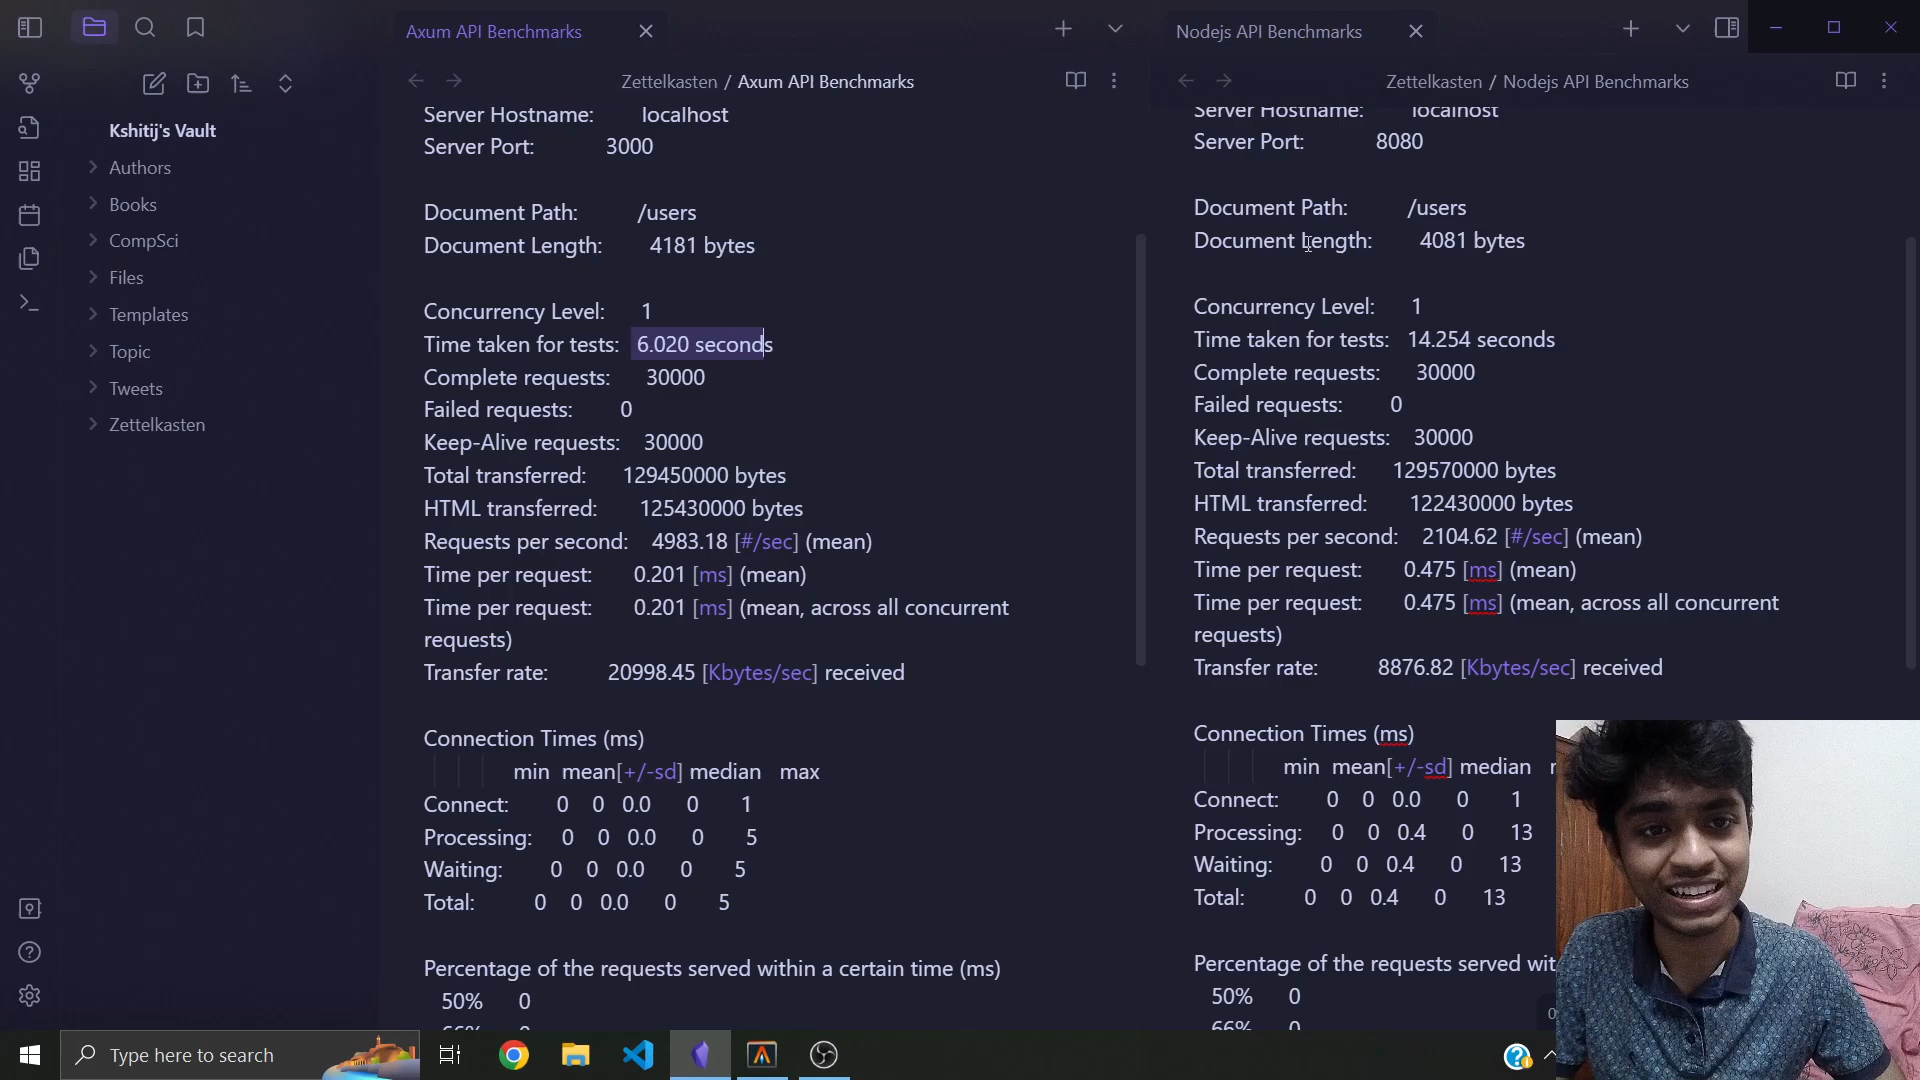 Axum API Benchmarks
Nodejs API Benchmarks
Zettelkasten / Axum API Benchmarks
Zettelkasten / Nodejs API Benchmarks
Kshitij's Vault
Authors
Books
CompSci
Files
Templates
Topic
Tweets
Zettelkasten
Server Hostname: localhost
Server Port: 3000
Document Path: /users
Document Length: 4181 bytes
Concurrency Level: 1
Time taken for tests: 6.020 seconds
Complete requests: 30000
Failed requests: 0
Keep-Alive requests: 30000
Total transferred: 129450000 bytes
HTML transferred: 125430000 bytes
Requests per second: 4983.18 [#/sec] (mean)
Time per request: 0.201 [ms] (mean)
Time per request: 0.201 [ms] (mean, across all concurrent
requests)
Transfer rate: 20998.45 [Kbytes/sec] received
Connection Times (ms)
min mean[+/-sd] median max
Connect: 0 0 0.0 0 1
Processing: 0 0 0.0 0 5
Waiting: 0 0 0.0 0 5
Total: 0 0 0.0 0 5
Percentage of the requests served within a certain time (ms)
50% 0
66% 0
Server Hostname: localhost
Server Port: 8080
Document Path: /users
Document Length: 4081 bytes
Concurrency Level: 1
Time taken for tests: 14.254 seconds
Complete requests: 30000
Failed requests: 0
Keep-Alive requests: 30000
Total transferred: 129570000 bytes
HTML transferred: 122430000 bytes
Requests per second: 2104.62 [#/sec] (mean)
Time per request: 0.475 [ms] (mean)
Time per request: 0.475 [ms] (mean, across all concurrent
requests)
Transfer rate: 8876.82 [Kbytes/sec] received
Connection Times (ms)
min mean[+/-sd] median
Connect: 0 0 0.0 0 1
Processing: 0 0 0.4 0 13
Waiting: 0 0 0.4 0 13
Total: 0 0 0.4 0 13
Percentage of the requests served wit
50% 0
66% 0
Type here to search